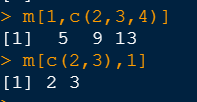 > m[1,c(2,3,4)]
[1]  5  9 13
> m[c(2,3),1]
[1] 2 3